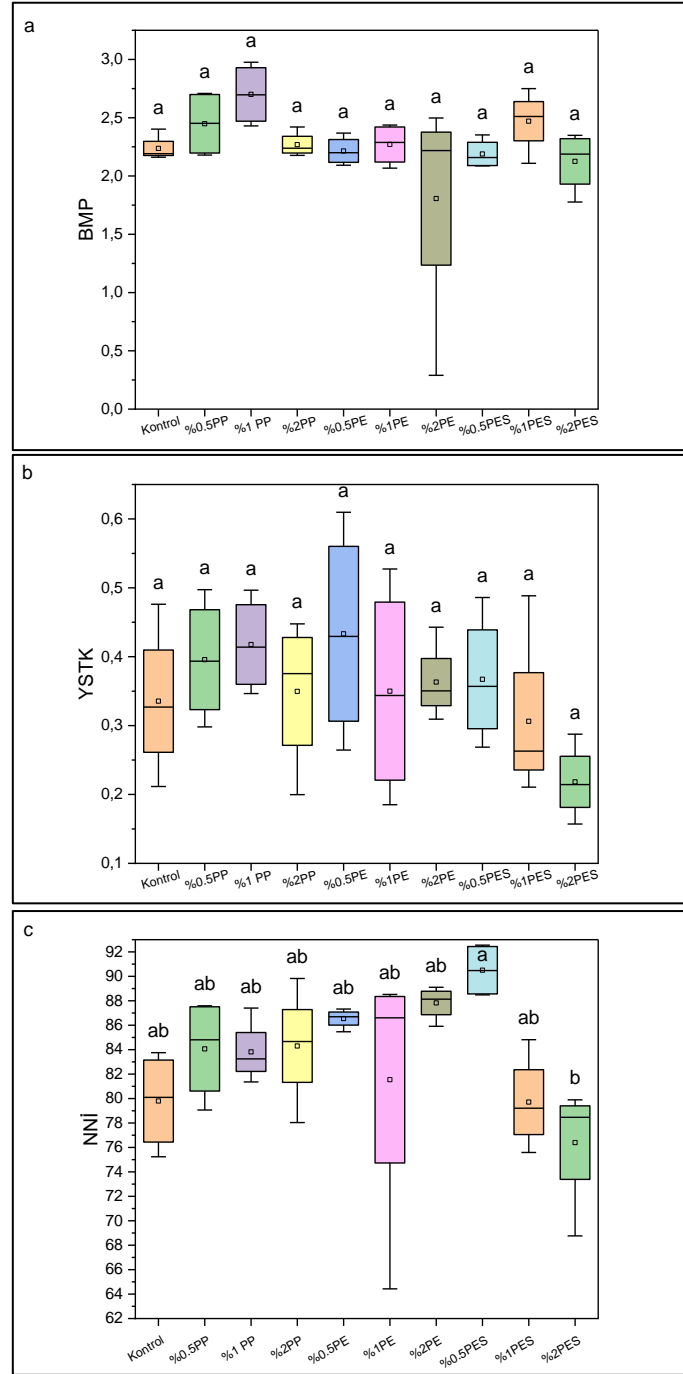 a
3,0
2,5
2,0
1,5
1,0
0,5
0,0
BMP
a a a a a a a a a a
Kontrol %0.5PP %1 PP %2PP %0.5PE %1PE %2PE %0.5PES %1PES %2PES
b
0,6
0,5
0,4
0,3
0,2
0,1
YSTK
a a a a a a a a a a
Kontrol %0.5PP %1 PP %2PP %0.5PE %1PE %2PE %0.5PES %1PES %2PES
c
92
90
88
86
84
82
80
78
76
74
72
70
68
66
64
62
NNİ
ab ab ab ab ab ab ab a ab b
Kontrol %0.5PP %1 PP %2PP %0.5PE %1PE %2PE %0.5PES %1PES %2PES